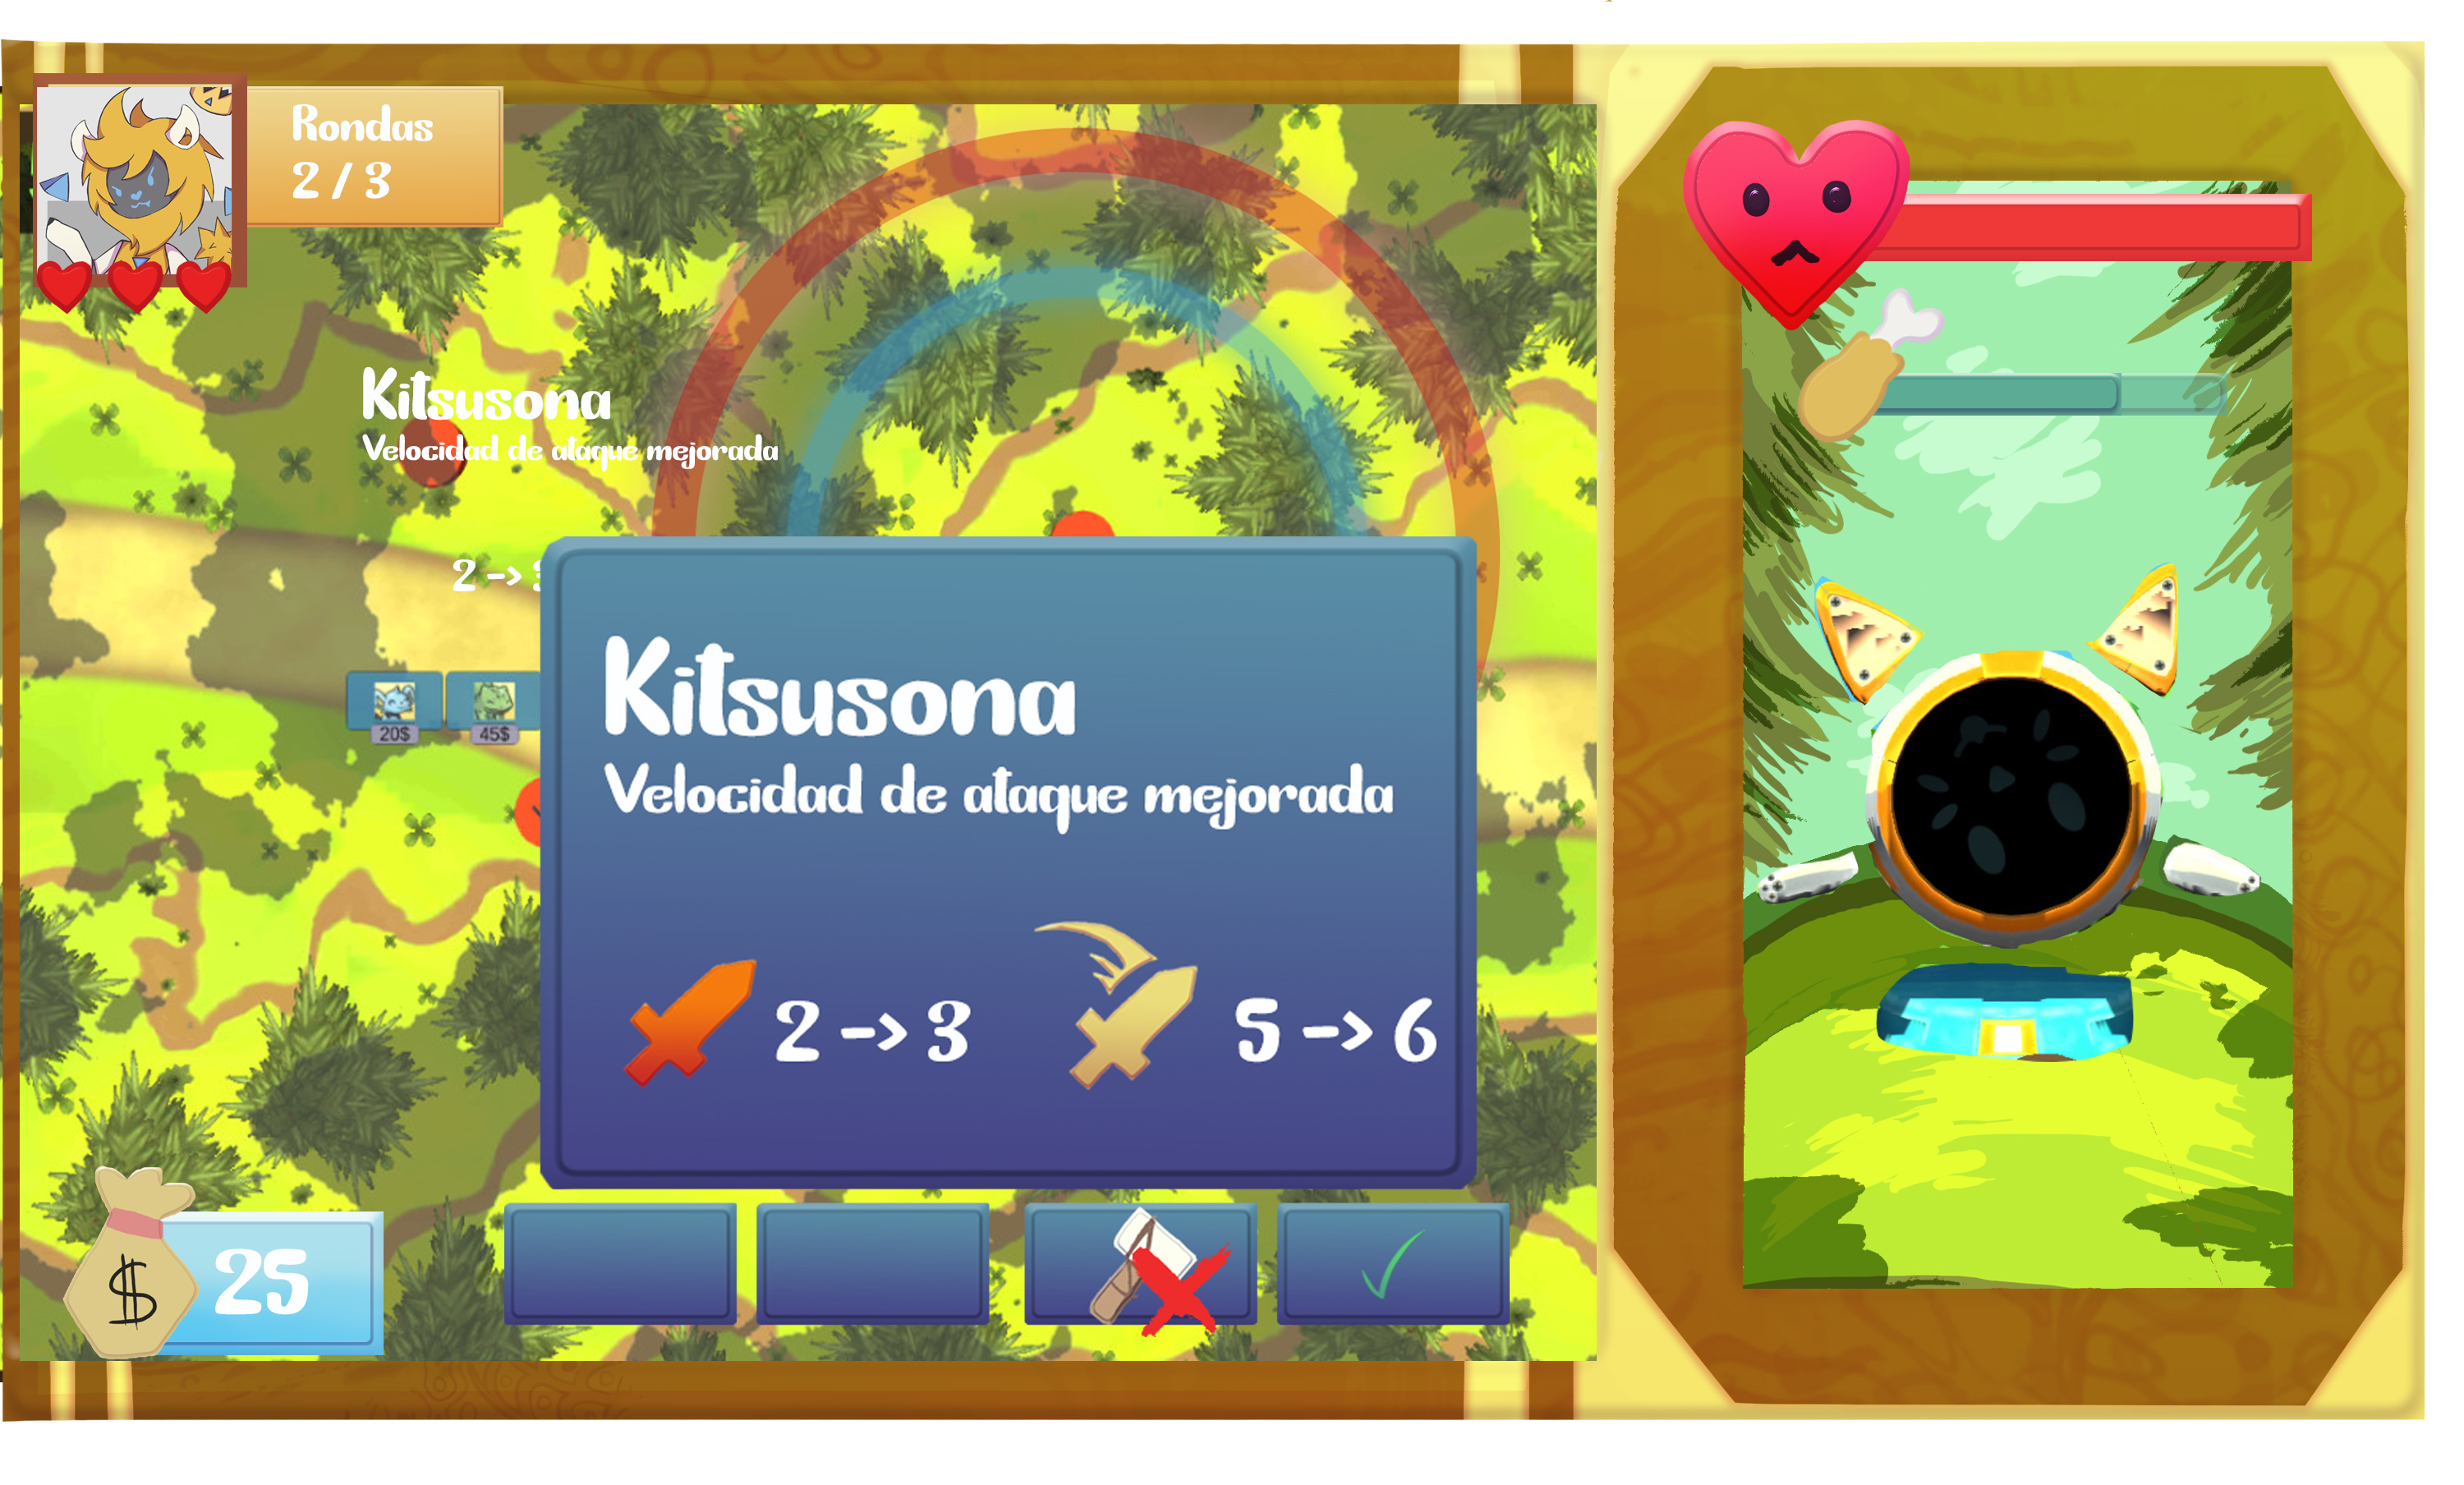 Rondas
2 / 3
Kitsusona
Velocidad de ataque mejorada
2 ->
20$ 45$
Kitsusona
Velocidad de ataque mejorada
2 -> 3 5 -> 6
$ 25